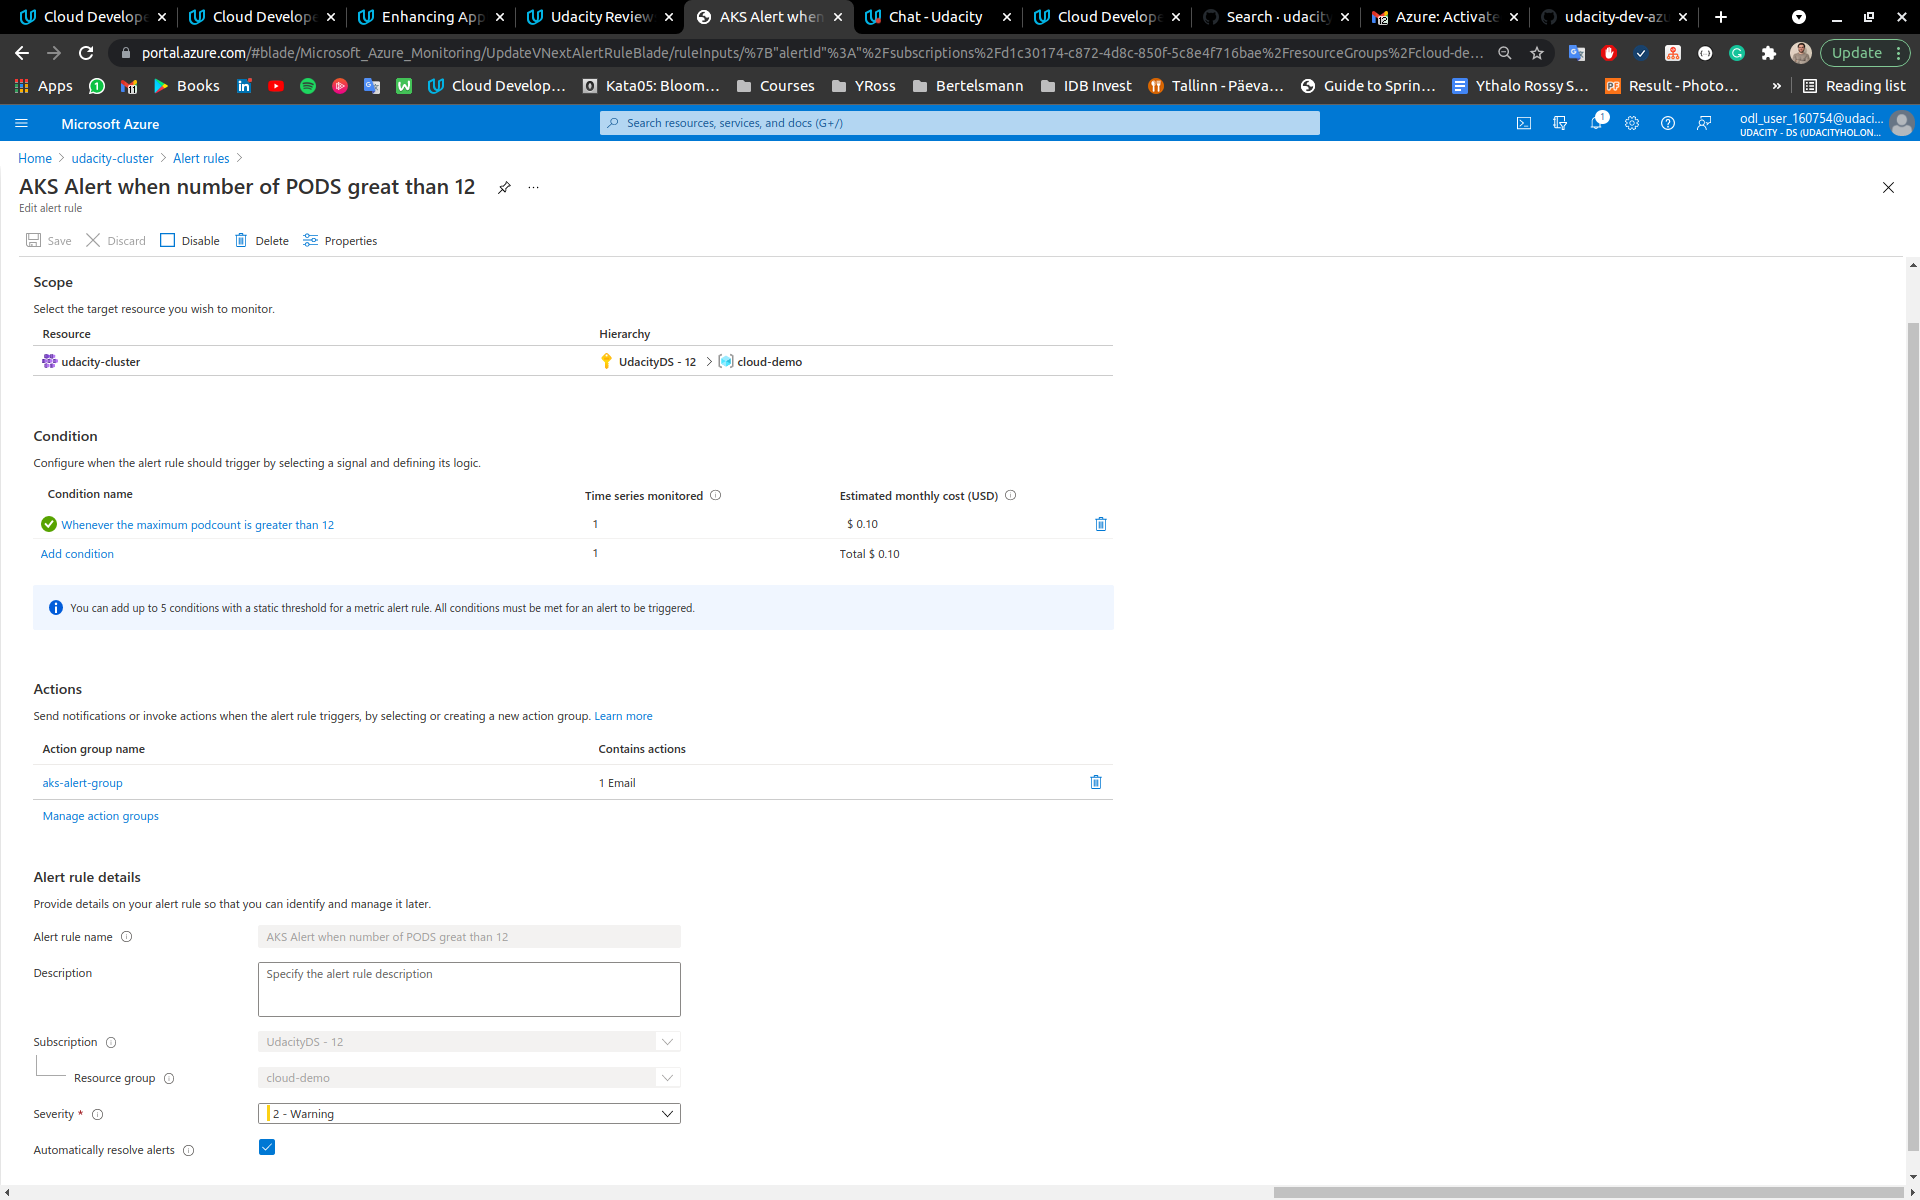 Cloud Develope
Cloud Develope
Enhancing App
Udacity Reviews
AKS Alert when
Chat - Udacity
Cloud Develope
Search · udacity
Azure: Activate
udacity-dev-azu
portal.azure.com/#blade/Microsoft_Azure_Monitoring/UpdateVNextAlertRuleBlade/ruleInputs/%7B"alertId"%3A"%2Fsubscriptions%2Fd1c30174-c872-4d8c-850f-5c8e4f716bae%2FresourceGroups%2Fcloud-de...
Update
Apps
Books
Cloud Develop...
Kata05: Bloom...
Courses
YRoss
Bertelsmann
IDB Invest
Tallinn - Päeva...
Guide to Sprin...
Ythalo Rossy S...
Result - Photo...
»
Reading list
Microsoft Azure
Search resources, services, and docs (G+/)
1
odl_user_160754@udaci...
UDACITY - DS (UDACITYHOLON...
Home > udacity-cluster > Alert rules >
AKS Alert when number of PODS great than 12
...
Edit alert rule
Save
Discard
Disable
Delete
Properties
Scope
Select the target resource you wish to monitor.
Resource
Hierarchy
udacity-cluster
UdacityDS - 12 > cloud-demo
Condition
Configure when the alert rule should trigger by selecting a signal and defining its logic.
Condition name
Time series monitored
Estimated monthly cost (USD)
Whenever the maximum podcount is greater than 12
1
$ 0.10
Add condition
1
Total $ 0.10
You can add up to 5 conditions with a static threshold for a metric alert rule. All conditions must be met for an alert to be triggered.
Actions
Send notifications or invoke actions when the alert rule triggers, by selecting or creating a new action group. Learn more
Action group name
Contains actions
aks-alert-group
1 Email
Manage action groups
Alert rule details
Provide details on your alert rule so that you can identify and manage it later.
Alert rule name
AKS Alert when number of PODS great than 12
Description
Specify the alert rule description
Subscription
UdacityDS - 12
Resource group
cloud-demo
Severity *
2 - Warning
Automatically resolve alerts